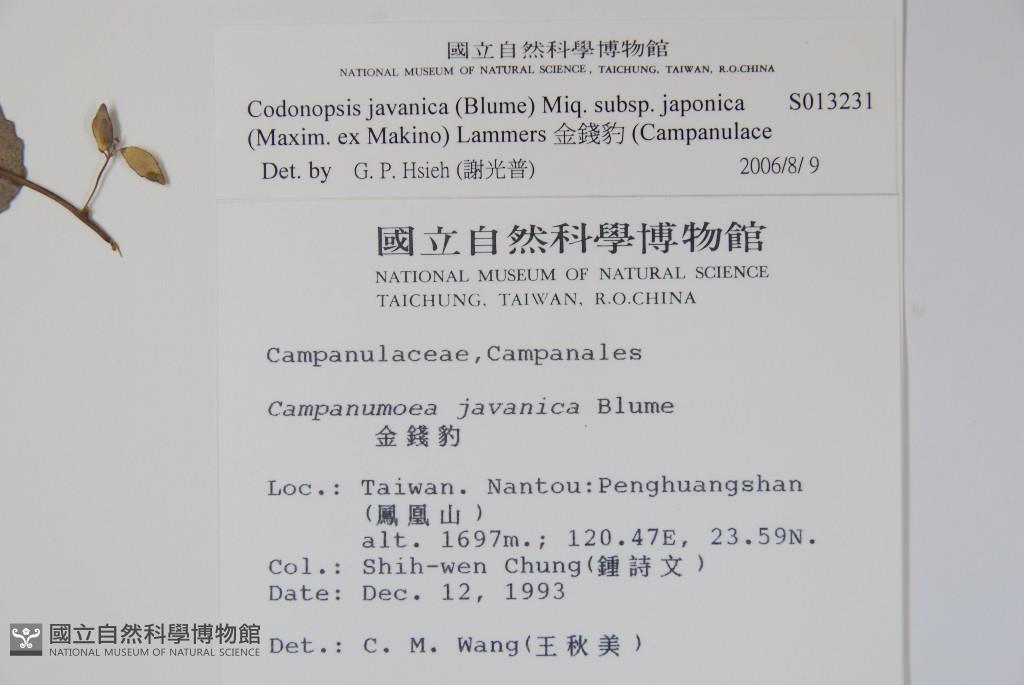 國立自然科學博物館
NATIONAL MUSEUM OF NATURAL SCIENCE, TAICHUNG, TAIWAN, R.O.CHINA
Codonopsis javanica (Blume) Miq. subsp. japonica S013231
(Maxim. ex Makino) Lammers 金錢豹 (Campanulace
Det. by G. P. Hsieh (謝光普) 2006/8/ 9
國立自然科學博物館
NATIONAL MUSEUM OF NATURAL SCIENCE
TAICHUNG, TAIWAN, R.O.CHINA
Campanulaceae,Campanales
Campanumoea javanica Blume
金錢豹
Loc.: Taiwan. Nantou:Penghuangshan
(鳳凰山)
alt. 1697m.; 120.47E, 23.59N.
Col.: Shih-wen Chung(鍾詩文)
Date: Dec. 12, 1993
Det.: C. M. Wang(王秋美)
國立自然科學博物館
NATIONAL MUSEUM OF NATURAL SCIENCE